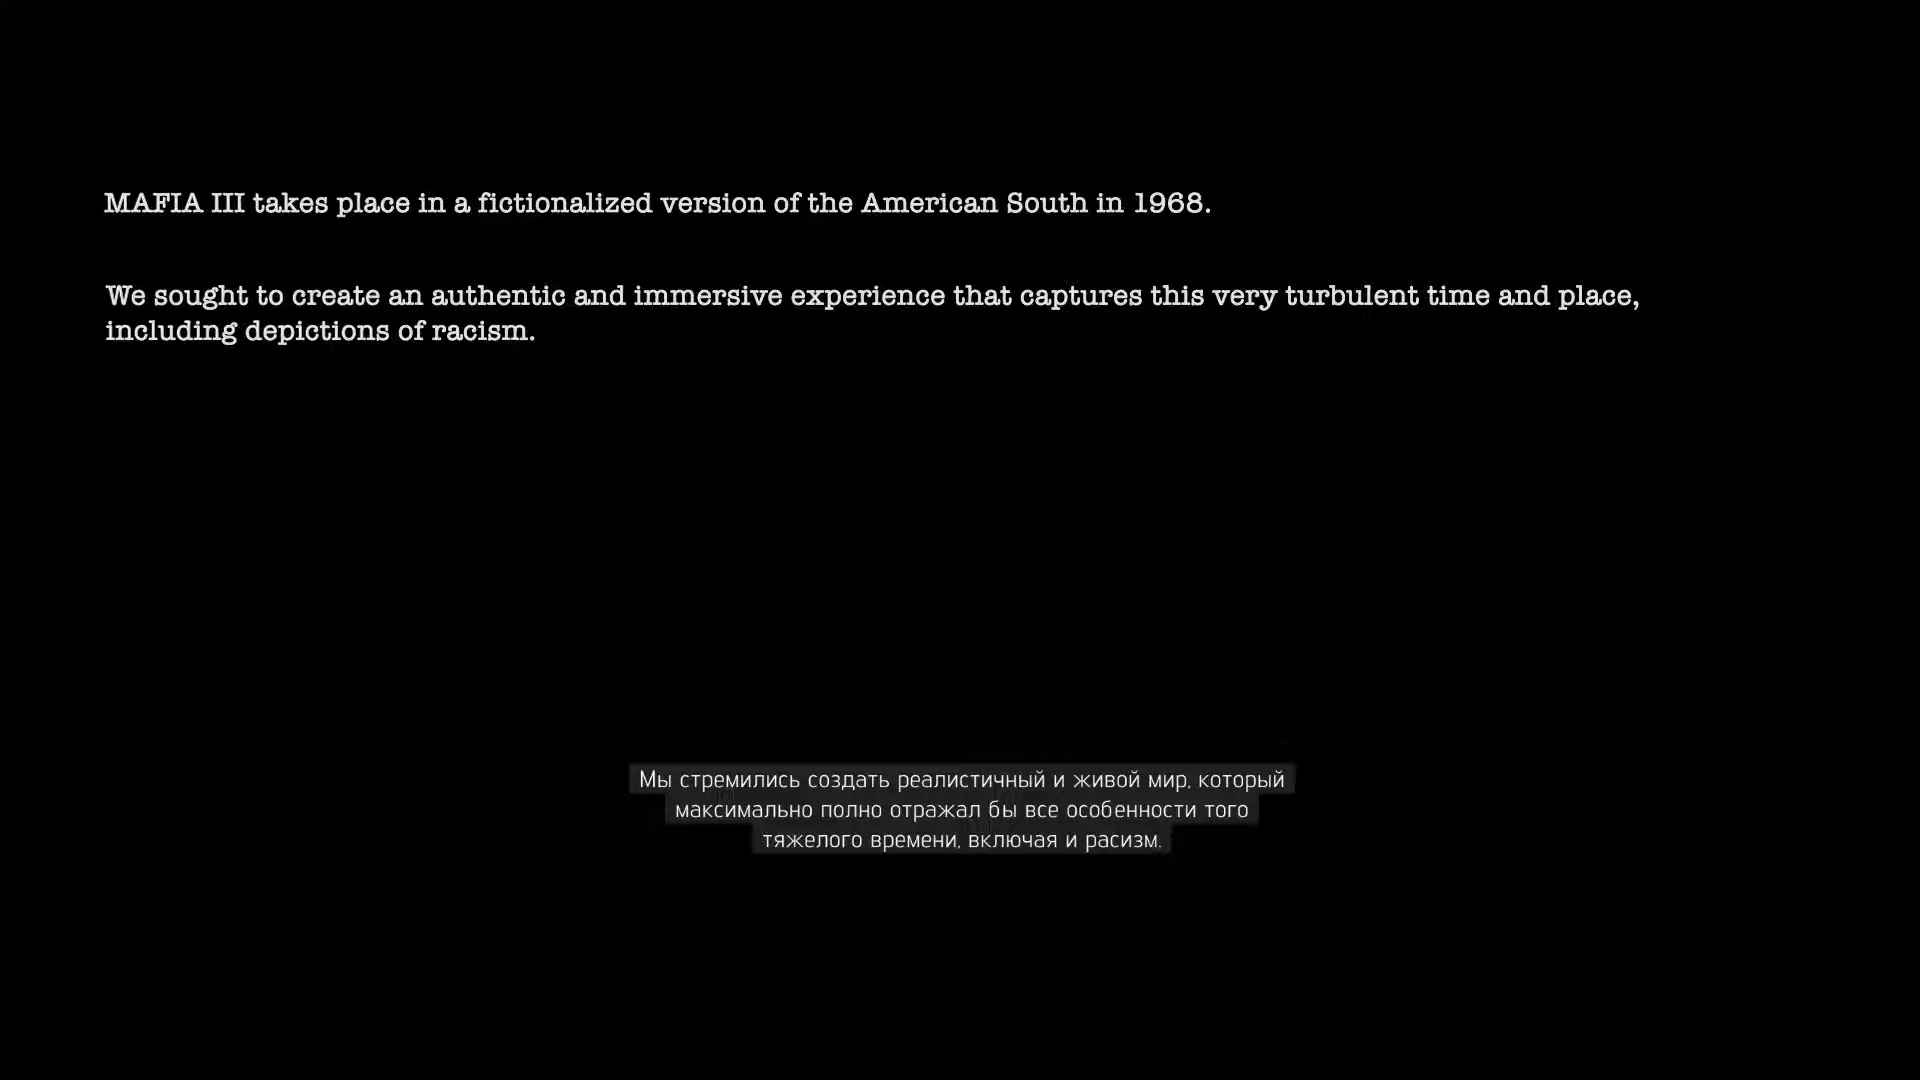 MAFIA III takes place in a fictionalized version of the American South in 1968.
We sought to create an authentic and immersive experience that captures this very turbulent time and place,
including depictions of racism.
Мы стремились создать реалистичный и живой мир, который
максимально полно отражал бы все особенности того
тяжелого времени, включая и расизм.